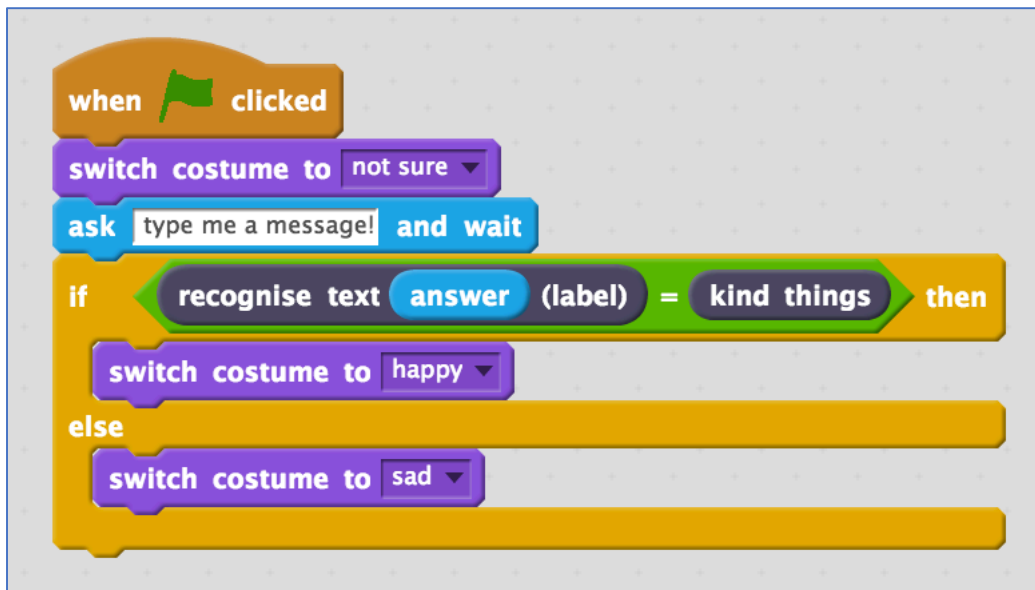 when clicked
switch costume to not sure
ask type me a message! and wait
if recognise text answer (label) = kind things then
switch costume to happy
else
switch costume to sad